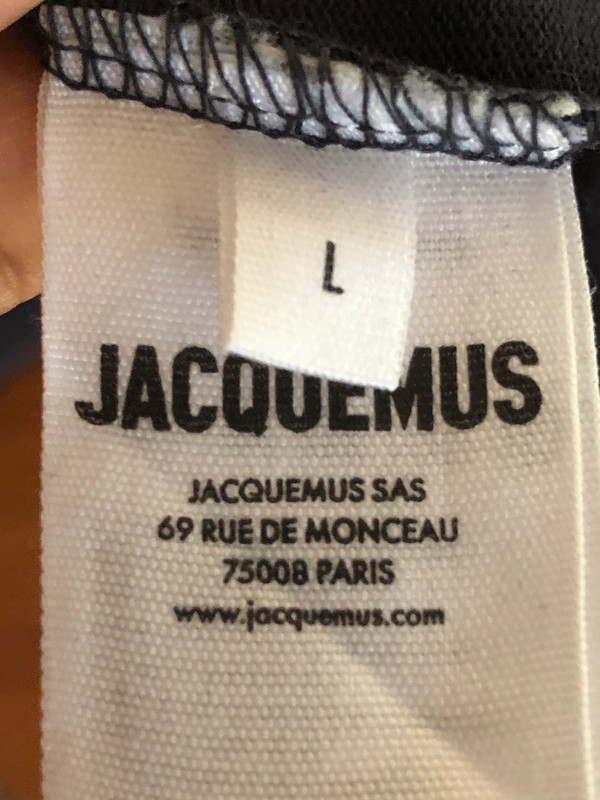 L
JACQUEMUS
JACQUEMUS SAS
69 RUE DE MONCEAU
75008 PARIS
www.jacquemus.com